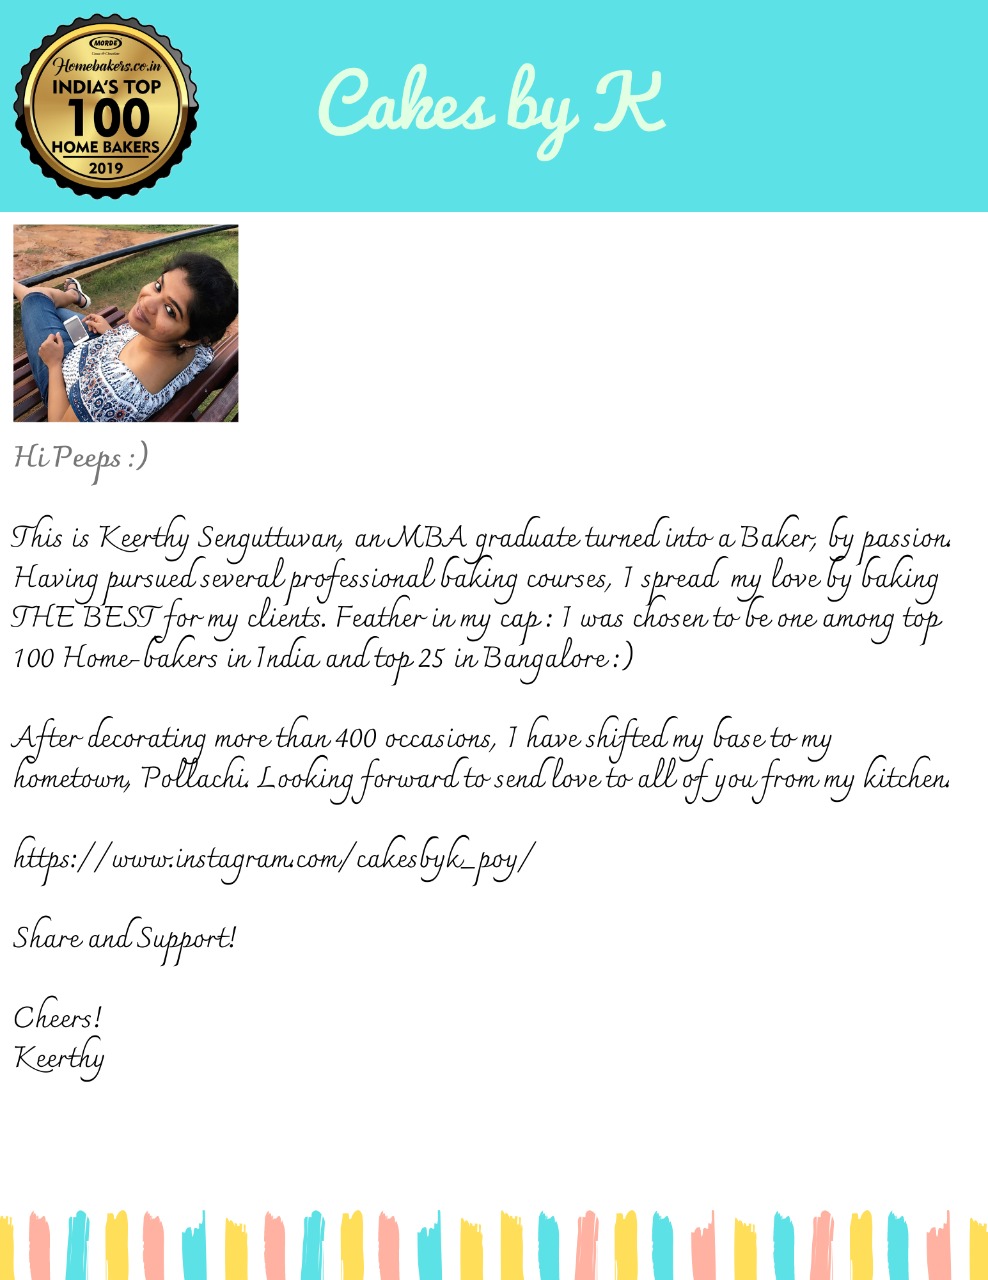 MORDE
Homebakers.co.in
INDIA'S TOP
100
HOME BAKERS
2019
Cakes by K
Hi Peeps :)
This is Keerthy Senguttuvan, an MBA graduate turned into a Baker, by passion.
Having pursued several professional baking courses, I spread my love by baking
THE BEST for my clients. Feather in my cap : I was chosen to be one among top
100 Home-bakers in India and top 25 in Bangalore :)
After decorating more than 400 occasions, I have shifted my base to my
hometown, Pollachi. Looking forward to send love to all of you from my kitchen.
https://www.instagram.com/cakesbyk_poy/
Share and Support!
Cheers!
Keerthy